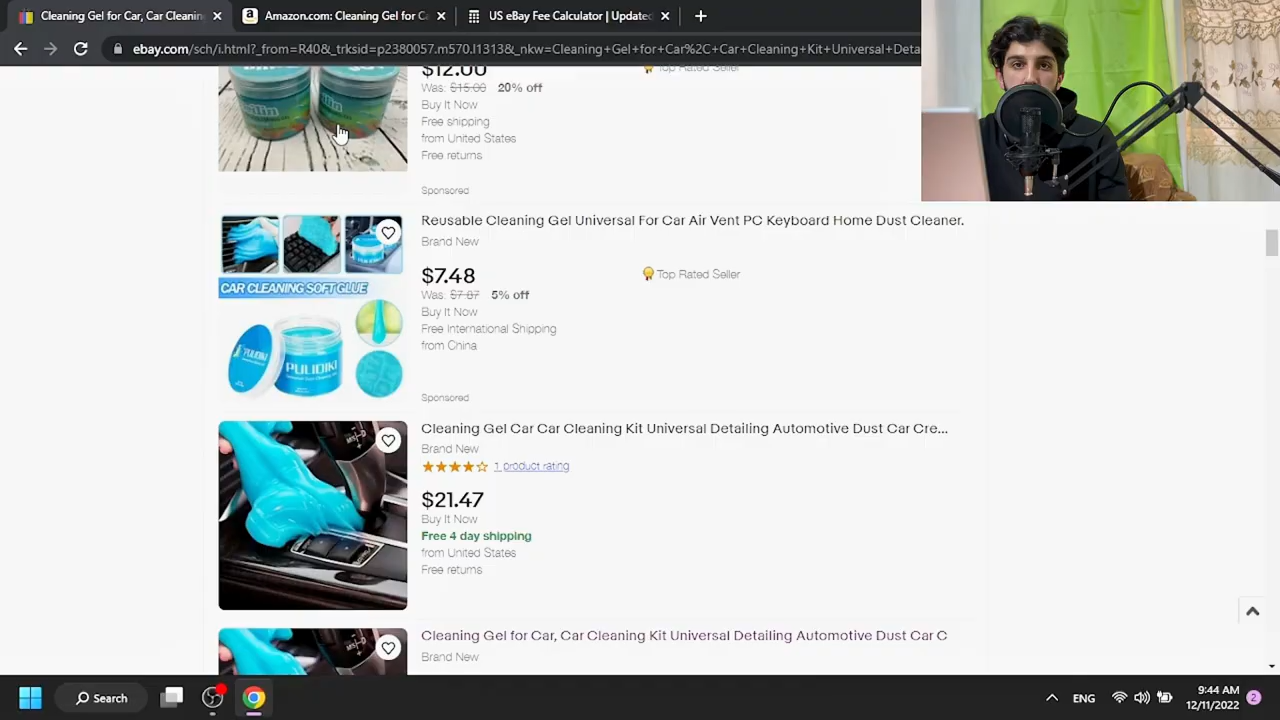 Cleaning Gel for Car, Car Cleanin
Amazon.com: Cleaning Gel for C
US eBay Fee Calculator | Update
ebay.com/sch/i.html?_from=R40&_trksid=p2380057.m570.l1313&_nkw=Cleaning+Gel+for+Car%2C+Car+Cleaning+Kit+Universal+Deta
$12.00
Top Rated Seller
Was: $15.00 20% off
Buy It Now
Free shipping
from United States
Free returns
Sponsored
Reusable Cleaning Gel Universal For Car Air Vent PC Keyboard Home Dust Cleaner.
Brand New
$7.48
Top Rated Seller
Was: $7.87 5% off
Buy It Now
Free International Shipping
from China
Sponsored
CAR CLEANING SOFT GLUE
PULIDIKI
PULIDIKI
Cleaning Gel Car Car Cleaning Kit Universal Detailing Automotive Dust Car Cre...
Brand New
1 product rating
$21.47
Buy It Now
Free 4 day shipping
from United States
Free returns
Cleaning Gel for Car, Car Cleaning Kit Universal Detailing Automotive Dust Car C
Brand New
Search
ENG
9:44 AM
12/11/2022
2